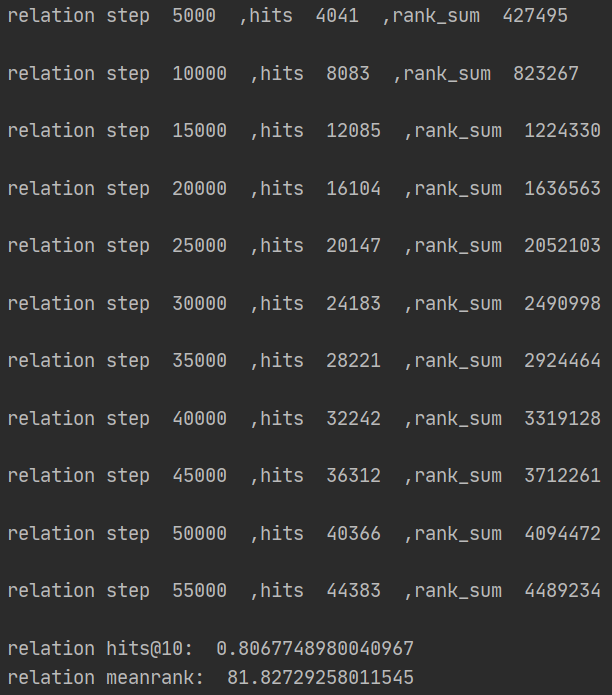 relation step  5000  ,hits  4041  ,rank_sum  427495
relation step  10000  ,hits  8083  ,rank_sum  823267
relation step  15000  ,hits  12085  ,rank_sum  1224330
relation step  20000  ,hits  16104  ,rank_sum  1636563
relation step  25000  ,hits  20147  ,rank_sum  2052103
relation step  30000  ,hits  24183  ,rank_sum  2490998
relation step  35000  ,hits  28221  ,rank_sum  2924464
relation step  40000  ,hits  32242  ,rank_sum  3319128
relation step  45000  ,hits  36312  ,rank_sum  3712261
relation step  50000  ,hits  40366  ,rank_sum  4094472
relation step  55000  ,hits  44383  ,rank_sum  4489234
relation hits@10:  0.8067748980040967
relation meanrank:  81.82729258011545